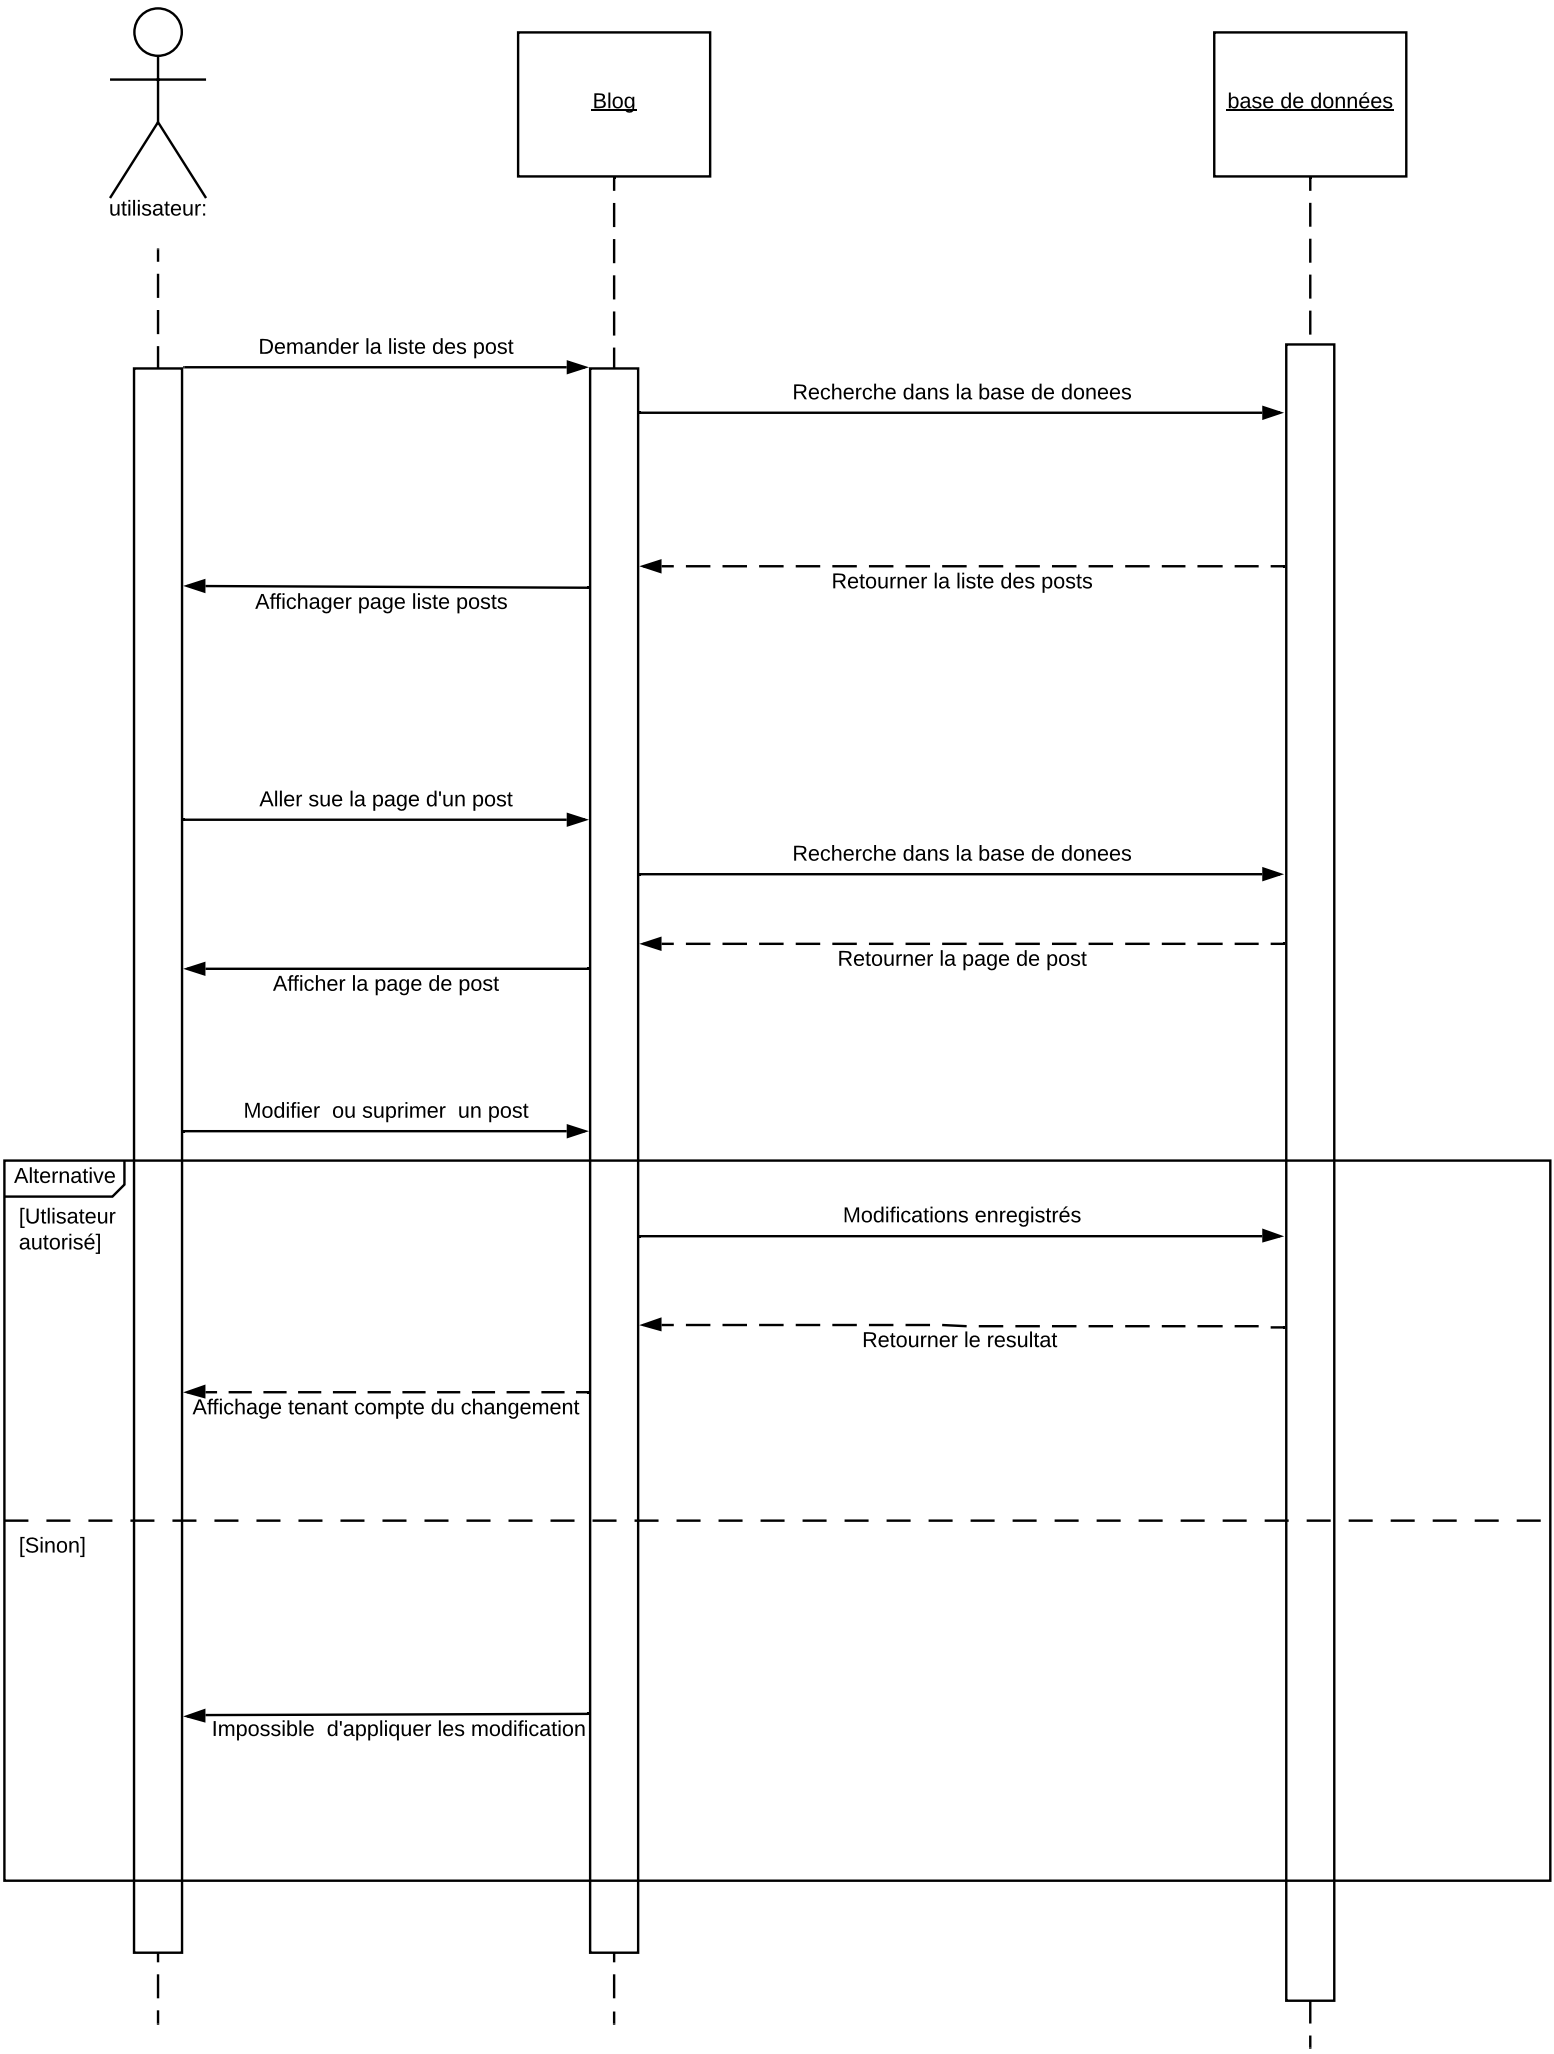 utilisateur:
Blog
base de données
Demander la liste des post
Recherche dans la base de donees
Retourner la liste des posts
Affichager page liste posts
Aller sue la page d'un post
Recherche dans la base de donees
Retourner la page de post
Afficher la page de post
Modifier  ou suprimer  un post
Alternative
[Utlisateur
autorisé]
Modifications enregistrés
Retourner le resultat
Affichage tenant compte du changement
[Sinon]
Impossible  d'appliquer les modification